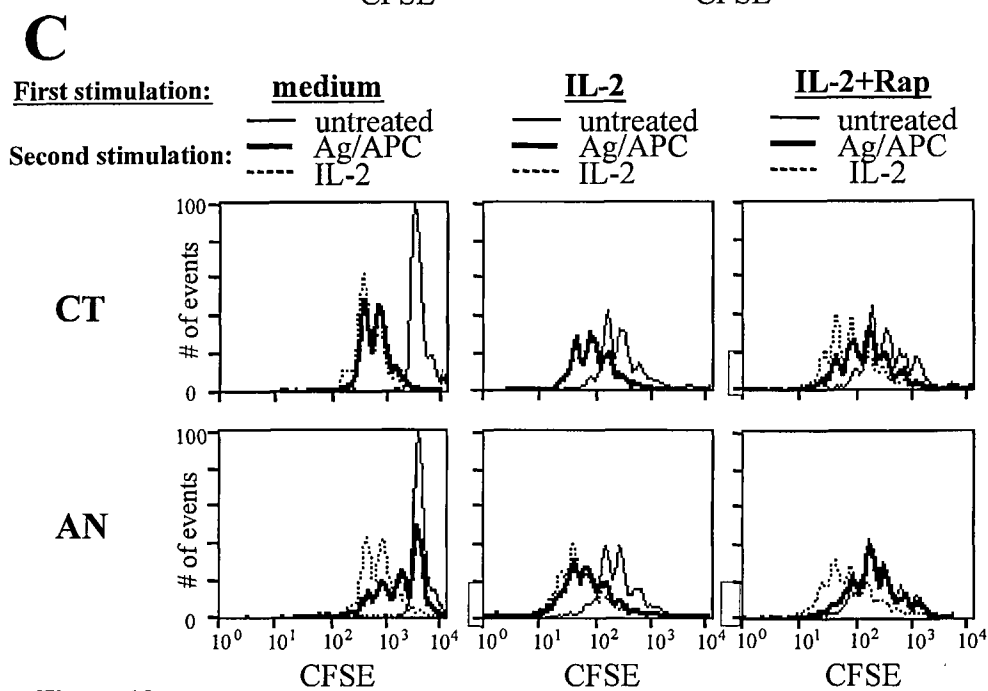 CFSE CFSE
C
First stimulation: medium IL-2 IL-2+Rap
untreated untreated untreated
Second stimulation: Ag/APC Ag/APC Ag/APC
IL-2 IL-2 IL-2
100
CT
# of events
0
100
AN
# of events
0
10⁰ 10¹ 10² 10³ 10⁴ 10⁰ 10¹ 10² 10³ 10⁴ 10⁰ 10¹ 10² 10³ 10⁴
CFSE CFSE CFSE